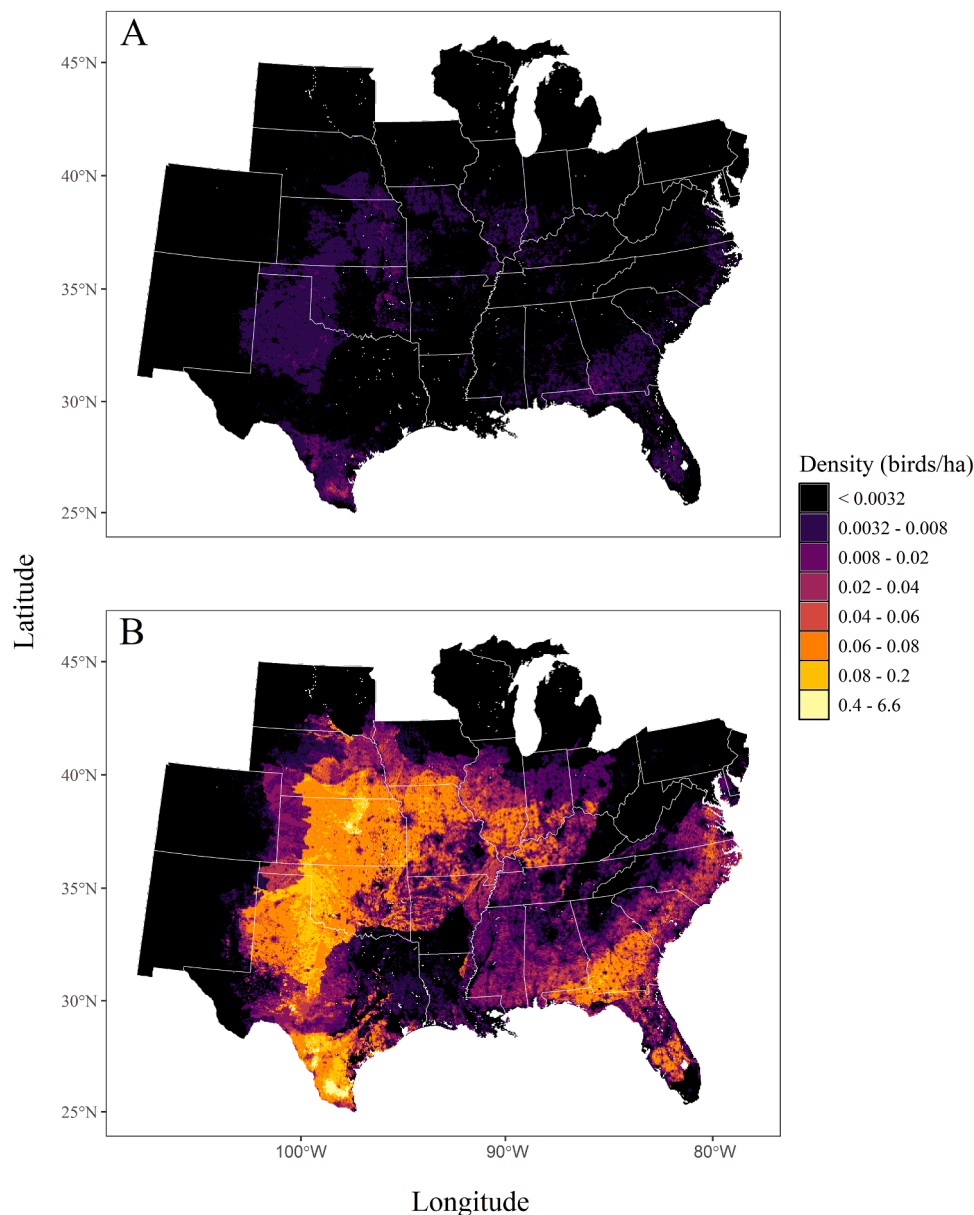 A
45°N
40°N
35°N
30°N
25°N
Density (birds/ha)
< 0.0032
0.0032 - 0.008
0.008 - 0.02
0.02 - 0.04
0.04 - 0.06
0.06 - 0.08
0.08 - 0.2
0.4 - 6.6
Latitude
B
45°N
40°N
35°N
30°N
25°N
100°W
90°W
80°W
Longitude